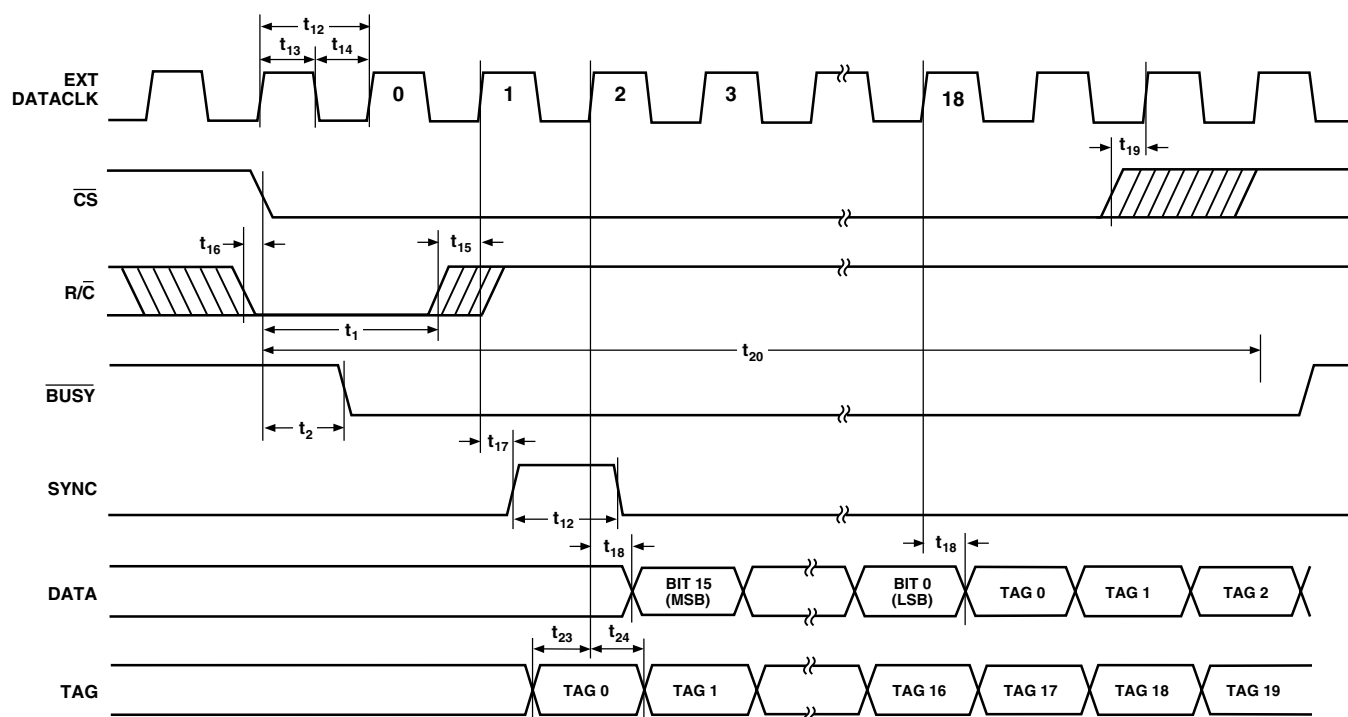 t12
t13 t14
EXT
DATACLK
0 1 2 3 18
t19
CS
t16
t15
R/C
t1
t20
BUSY
t2
t17
SYNC
t12
t18 t18
DATA
BIT 15
(MSB)
BIT 0
(LSB)
TAG 0 TAG 1 TAG 2
t23 t24
TAG
TAG 0 TAG 1 TAG 16 TAG 17 TAG 18 TAG 19